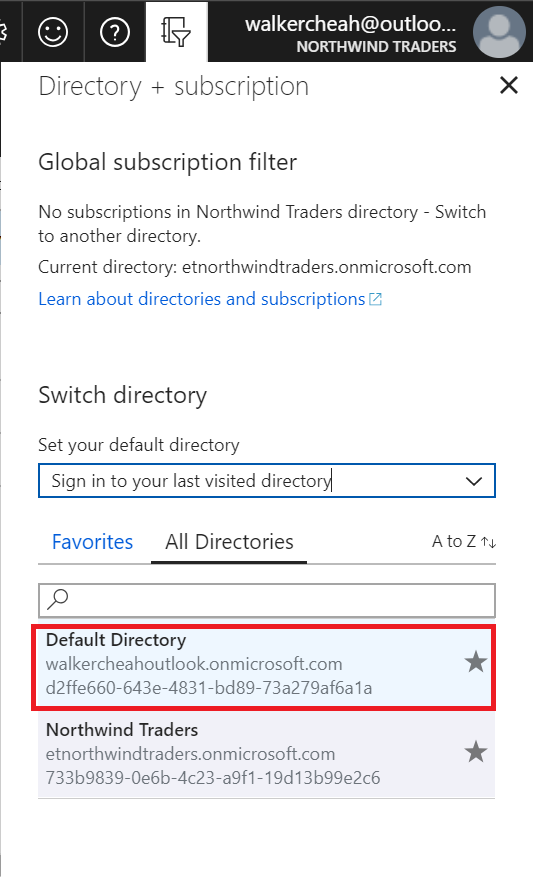 walkercheah@outloo...
NORTHWIND TRADERS
Directory + subscription
Global subscription filter
No subscriptions in Northwind Traders directory - Switch
to another directory.
Current directory: etnorthwindtraders.onmicrosoft.com
Learn about directories and subscriptions
Switch directory
Set your default directory
Sign in to your last visited directory
Favorites All Directories A to Z
Default Directory
walkercheahoutlook.onmicrosoft.com
d2ffe660-643e-4831-bd89-73a279af6a1a
Northwind Traders
etnorthwindtraders.onmicrosoft.com
733b9839-0e6b-4c23-a9f1-19d13b99e2c6